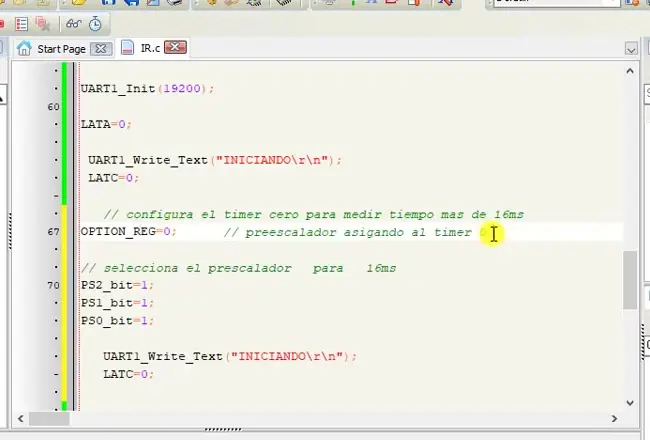 Start Page
IR.c
UART1_Init(19200);
60
LATA=0;
UART1_Write_Text("INICIANDO\r\n");
LATC=0;
// configura el timer cero para medir tiempo mas de 16ms
67 OPTION_REG=0; // preescalador asigando al timer
// selecciona el prescalador para 16ms
70 PS2_bit=1;
PS1_bit=1;
PS0_bit=1;
UART1_Write_Text("INICIANDO\r\n");
LATC=0;